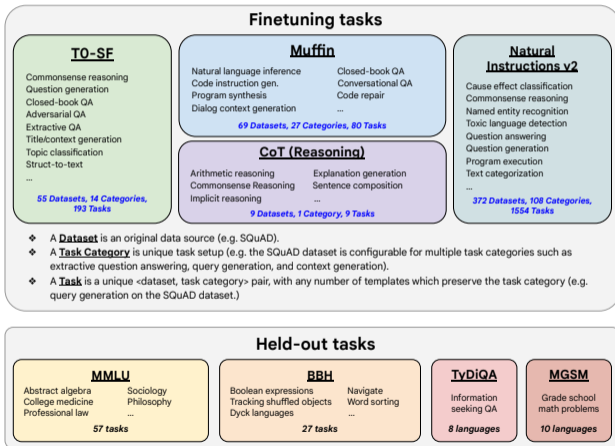 Finetuning tasks
TO-SF
Commonsense reasoning
Question generation
Closed-book QA
Adversarial QA
Extractive QA
Title/context generation
Topic classification
Struct-to-text
...
55 Datasets, 14 Categories,
193 Tasks
Muffin
Natural language inference
Code instruction gen.
Program synthesis
Dialog context generation
Closed-book QA
Conversational QA
Code repair
...
69 Datasets, 27 Categories, 80 Tasks
CoT (Reasoning)
Arithmetic reasoning
Commonsense Reasoning
Implicit reasoning
Explanation generation
Sentence composition
...
9 Datasets, 1 Category, 9 Tasks
Natural
Instructions v2
Cause effect classification
Commonsense reasoning
Named entity recognition
Toxic language detection
Question answering
Question generation
Program execution
Text categorization
...
372 Datasets, 108 Categories,
1554 Tasks
❖ A Dataset is an original data source (e.g. SQuAD).
❖ A Task Category is unique task setup (e.g. the SQuAD dataset is configurable for multiple task categories such as
extractive question answering, query generation, and context generation).
❖ A Task is a unique <dataset, task category> pair, with any number of templates which preserve the task category (e.g.
query generation on the SQuAD dataset.)
Held-out tasks
MMLU
Abstract algebra
College medicine
Professional law
Sociology
Philosophy
...
57 tasks
BBH
Boolean expressions
Tracking shuffled objects
Dyck languages
Navigate
Word sorting
...
27 tasks
TyDiQA
Information
seeking QA
8 languages
MGSM
Grade school
math problems
10 languages